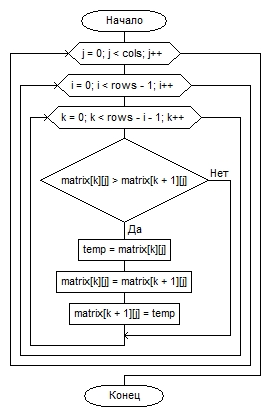 Начало
j = 0; j < cols; j++
i = 0; i < rows - 1; i++
k = 0; k < rows - i - 1; k++
Нет
matrix[k][j] > matrix[k + 1][j]
Да
temp = matrix[k][j]
matrix[k][j] = matrix[k + 1][j]
matrix[k + 1][j] = temp
Конец